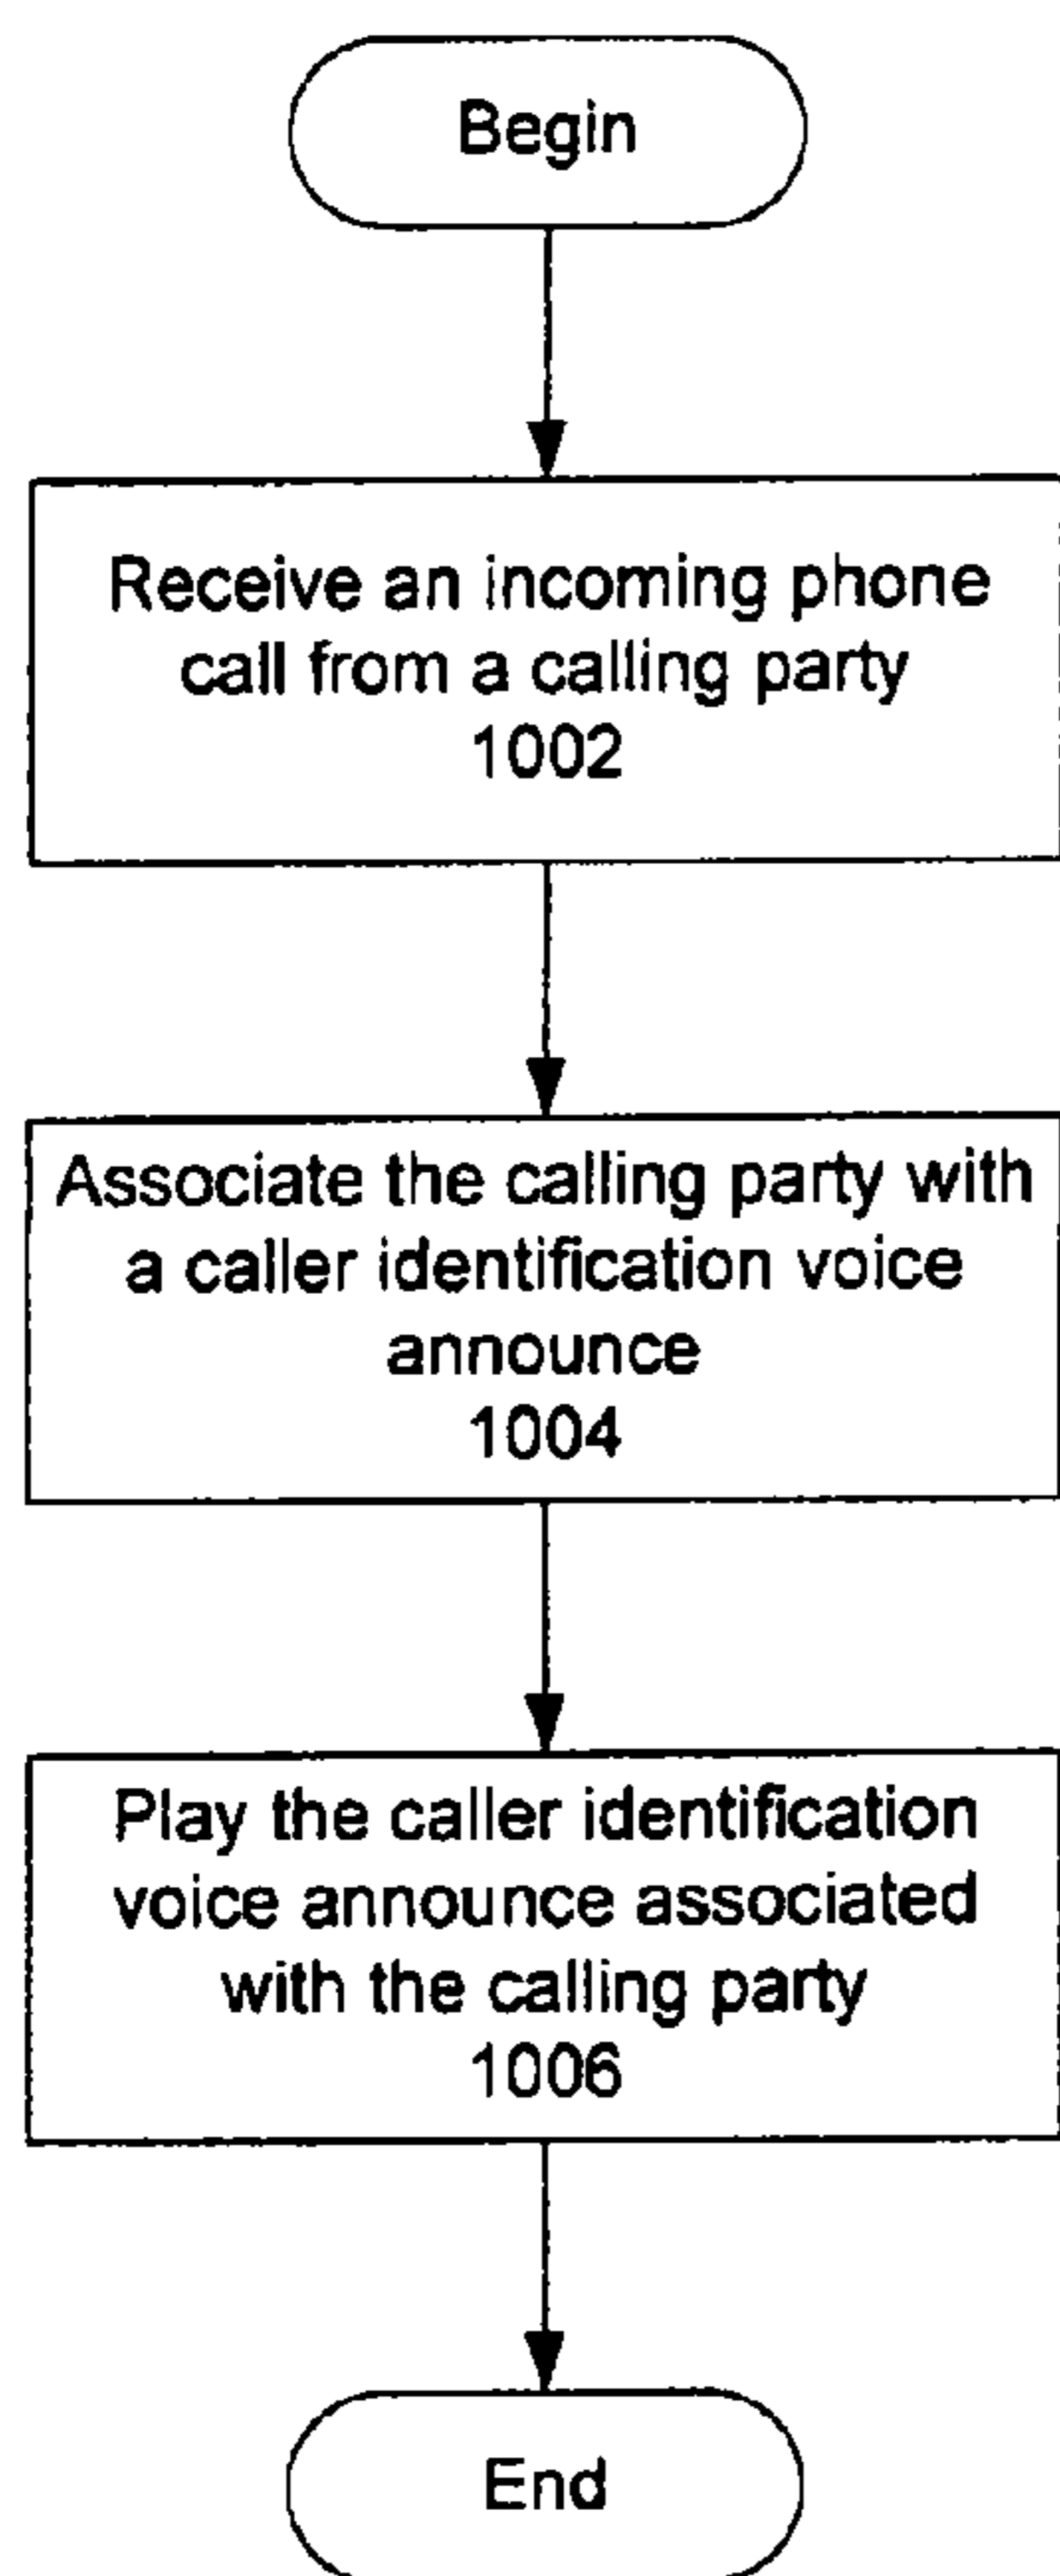 Begin
Receive an incoming phone
call from a calling party
1002
Associate the calling party with
a caller identification voice
announce
1004
Play the caller identification
voice announce associated
with the calling party
1006
End